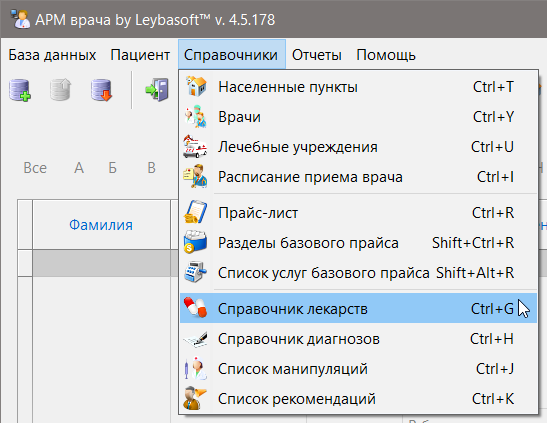 АРМ врача by Leybasoft™ v. 4.5.178
База данных Пациент Справочники Отчеты Помощь
Населенные пункты Ctrl+T
Врачи Ctrl+Y
Лечебные учреждения Ctrl+U
Все А Б В
Расписание приема врача Ctrl+I
Прайс-лист Ctrl+R
Фамилия
Разделы базового прайса Shift+Ctrl+R
Список услуг базового прайса Shift+Alt+R
Справочник лекарств Ctrl+G
Справочник диагнозов Ctrl+H
Список манипуляций Ctrl+J
Список рекомендаций Ctrl+K